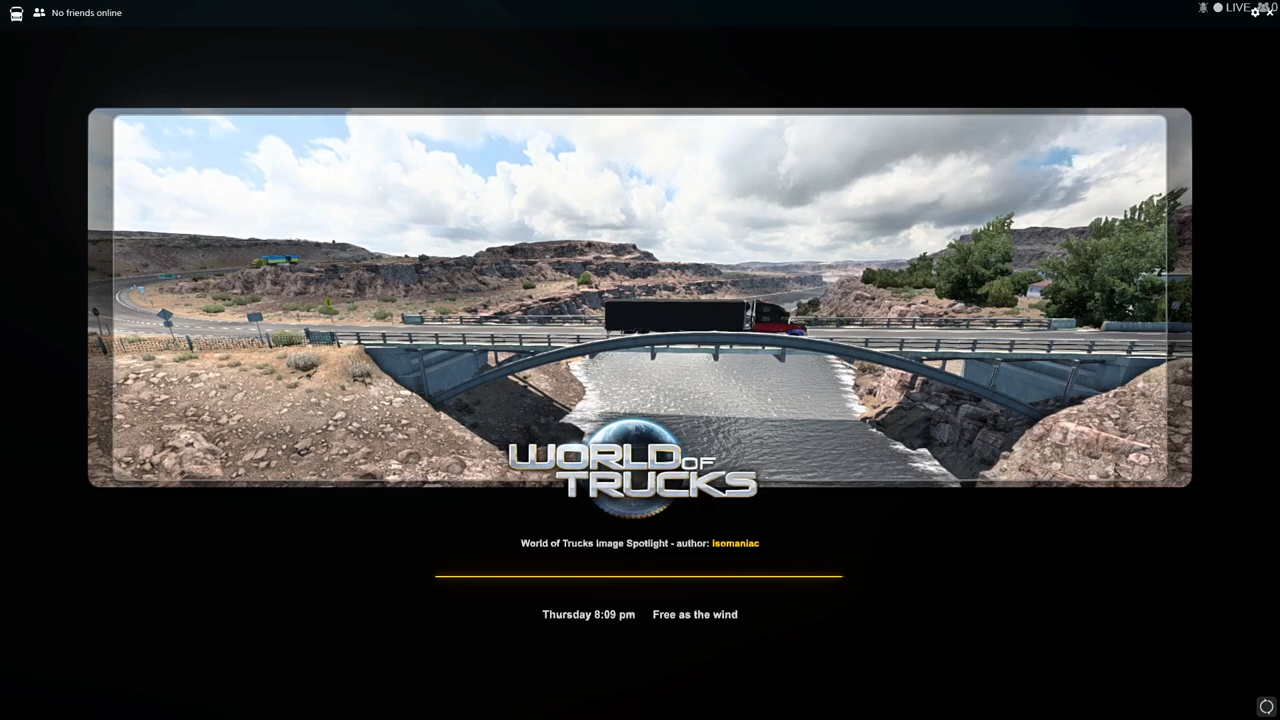 No friends online
LIVE
0
WORLD OF
TRUCKS
World of Trucks Image Spotlight - author: isomaniac
Thursday 8:09 pm Free as the wind